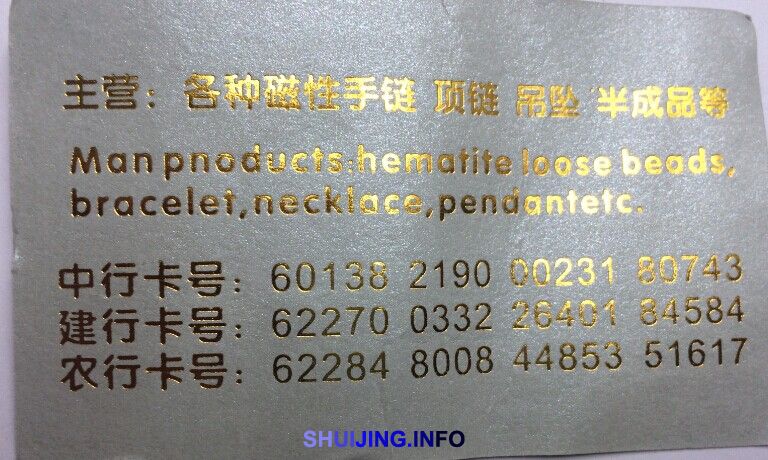 主营：各种磁性手链 项链 吊坠 半成品等
Man pnoducts:hematite loose beads,
bracelet,necklace,pendantetc.
中行卡号：60138 2190 00231 80743
建行卡号：62270 0332 26401 84584
农行卡号：62284 8008 44853 51617
SHUIJING.INFO